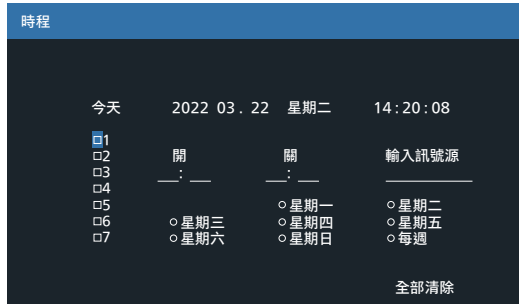 時程
今天 2022 03. 22 星期二 14:20:08
□1
□2 開 關 輸入訊號源
□3 __:__ __:__ ________
□4
□5 ○星期一 ○星期二
□6 ○星期三 ○星期四 ○星期五
□7 ○星期六 ○星期日 ○每週
全部清除